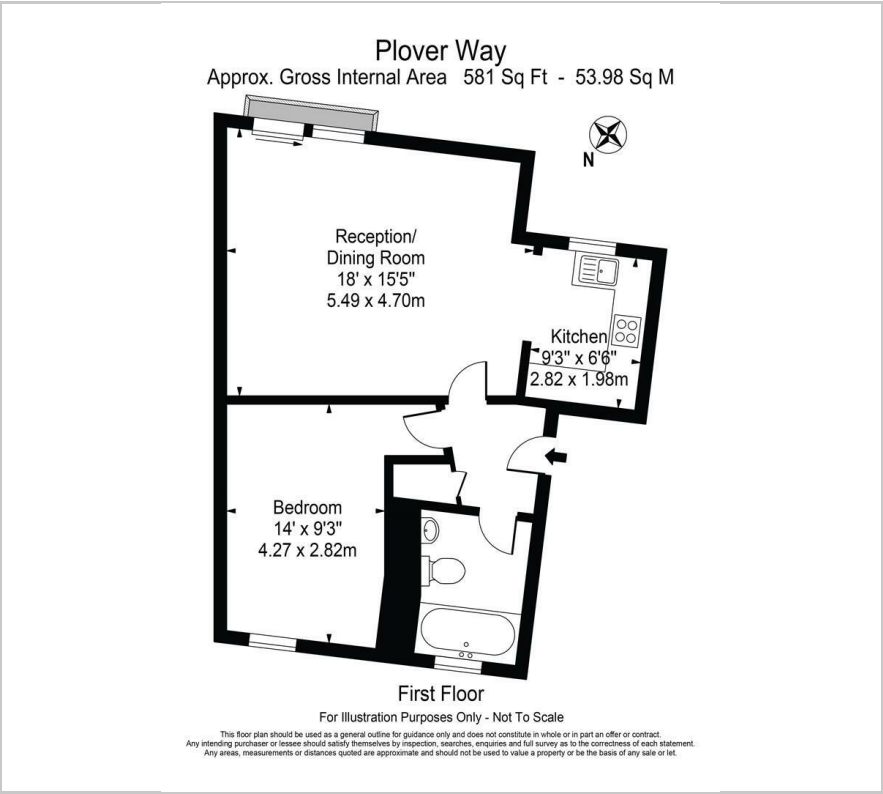 Plover Way
Approx. Gross Internal Area 581 Sq Ft - 53.98 Sq M
N
Reception/
Dining Room
18' x 15'5"
5.49 x 4.70m
Kitchen
9'3" x 6'6"
2.82 x 1.98m
Bedroom
14' x 9'3"
4.27 x 2.82m
First Floor
For Illustration Purposes Only - Not To Scale
This floor plan should be used as a general outline for guidance only and does not constitute in whole or in part an offer or contract.
Any intending purchaser or lessee should satisfy themselves by inspection, searches, enquiries and full survey as to the correctness of each statement.
Any areas, measurements or distances quoted are approximate and should not be used to value a property or be the basis of any sale or let.